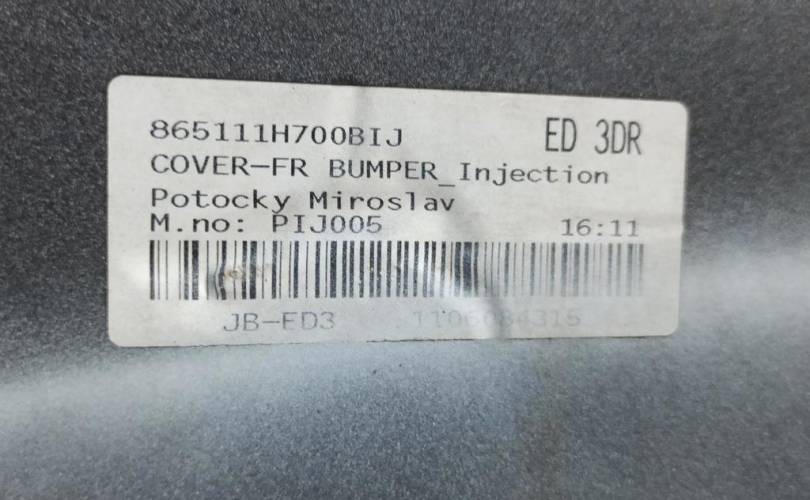 865111H700BIJ ED 3DR
COVER-FR BUMPER_Injection
Potocky Miroslav
M.no: PIJ005 16:11
JB-ED3